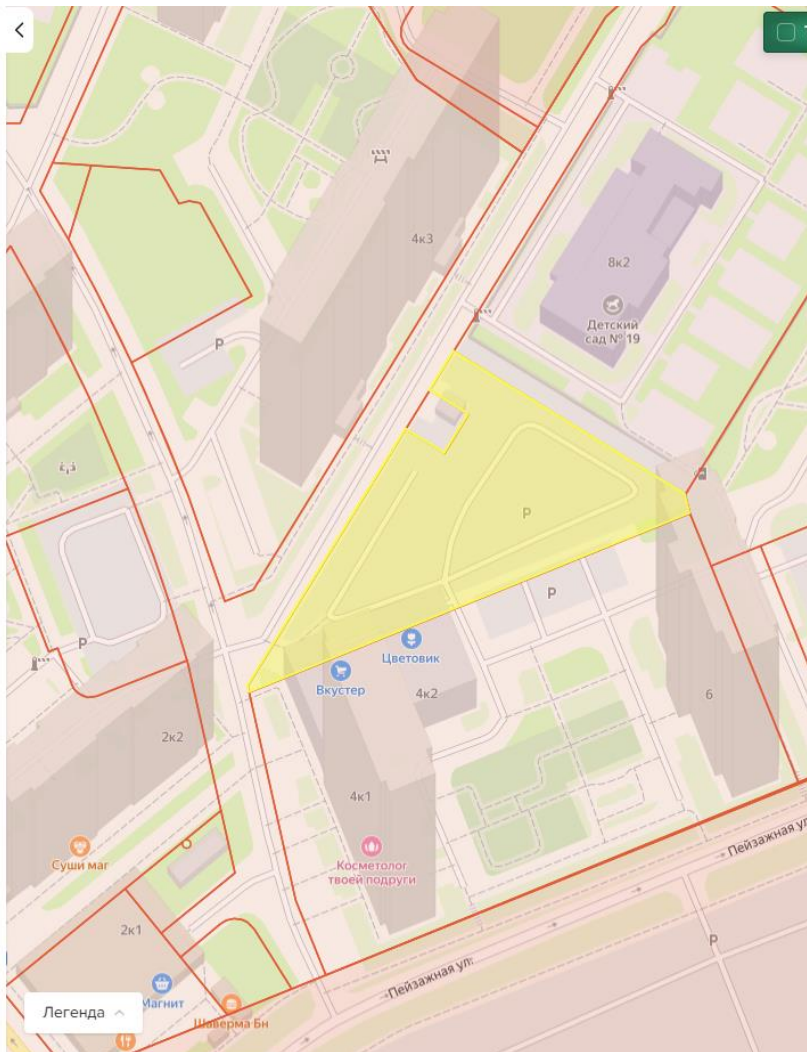 4к3
8к2
Детский
сад № 19
P
P
P
P
Цветовик
Вкустер
4к2
6
2к2
4к1
Суши маг
Косметолог
твоей подруги
Пейзажная ул
2к1
P
Пейзажная ул.
Магнит
Легенда
Шаверма Бн